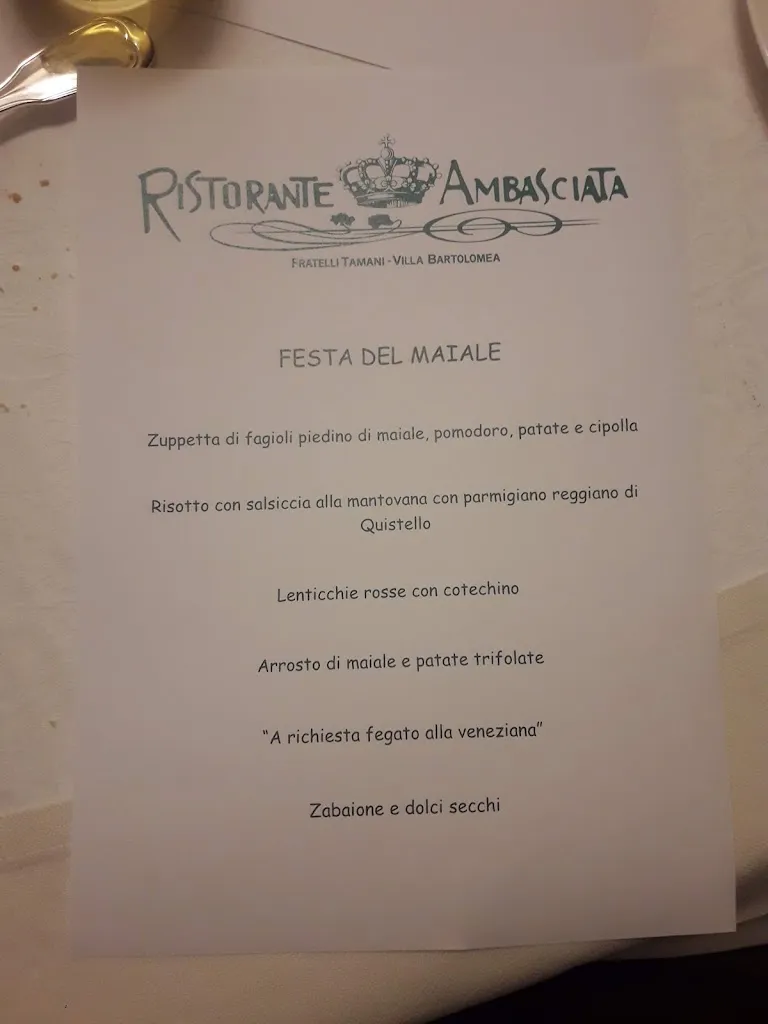 RISTORANTE AMBASCIATA
FRATELLI TAMANI - VILLA BARTOLOMEA
FESTA DEL MAIALE
Zuppetta di fagioli piedino di maiale, pomodoro, patate e cipolla
Risotto con salsiccia alla mantovana con parmigiano reggiano di
Quistello
Lenticchie rosse con cotechino
Arrosto di maiale e patate trifolate
“A richiesta fegato alla veneziana”
Zabaione e dolci secchi